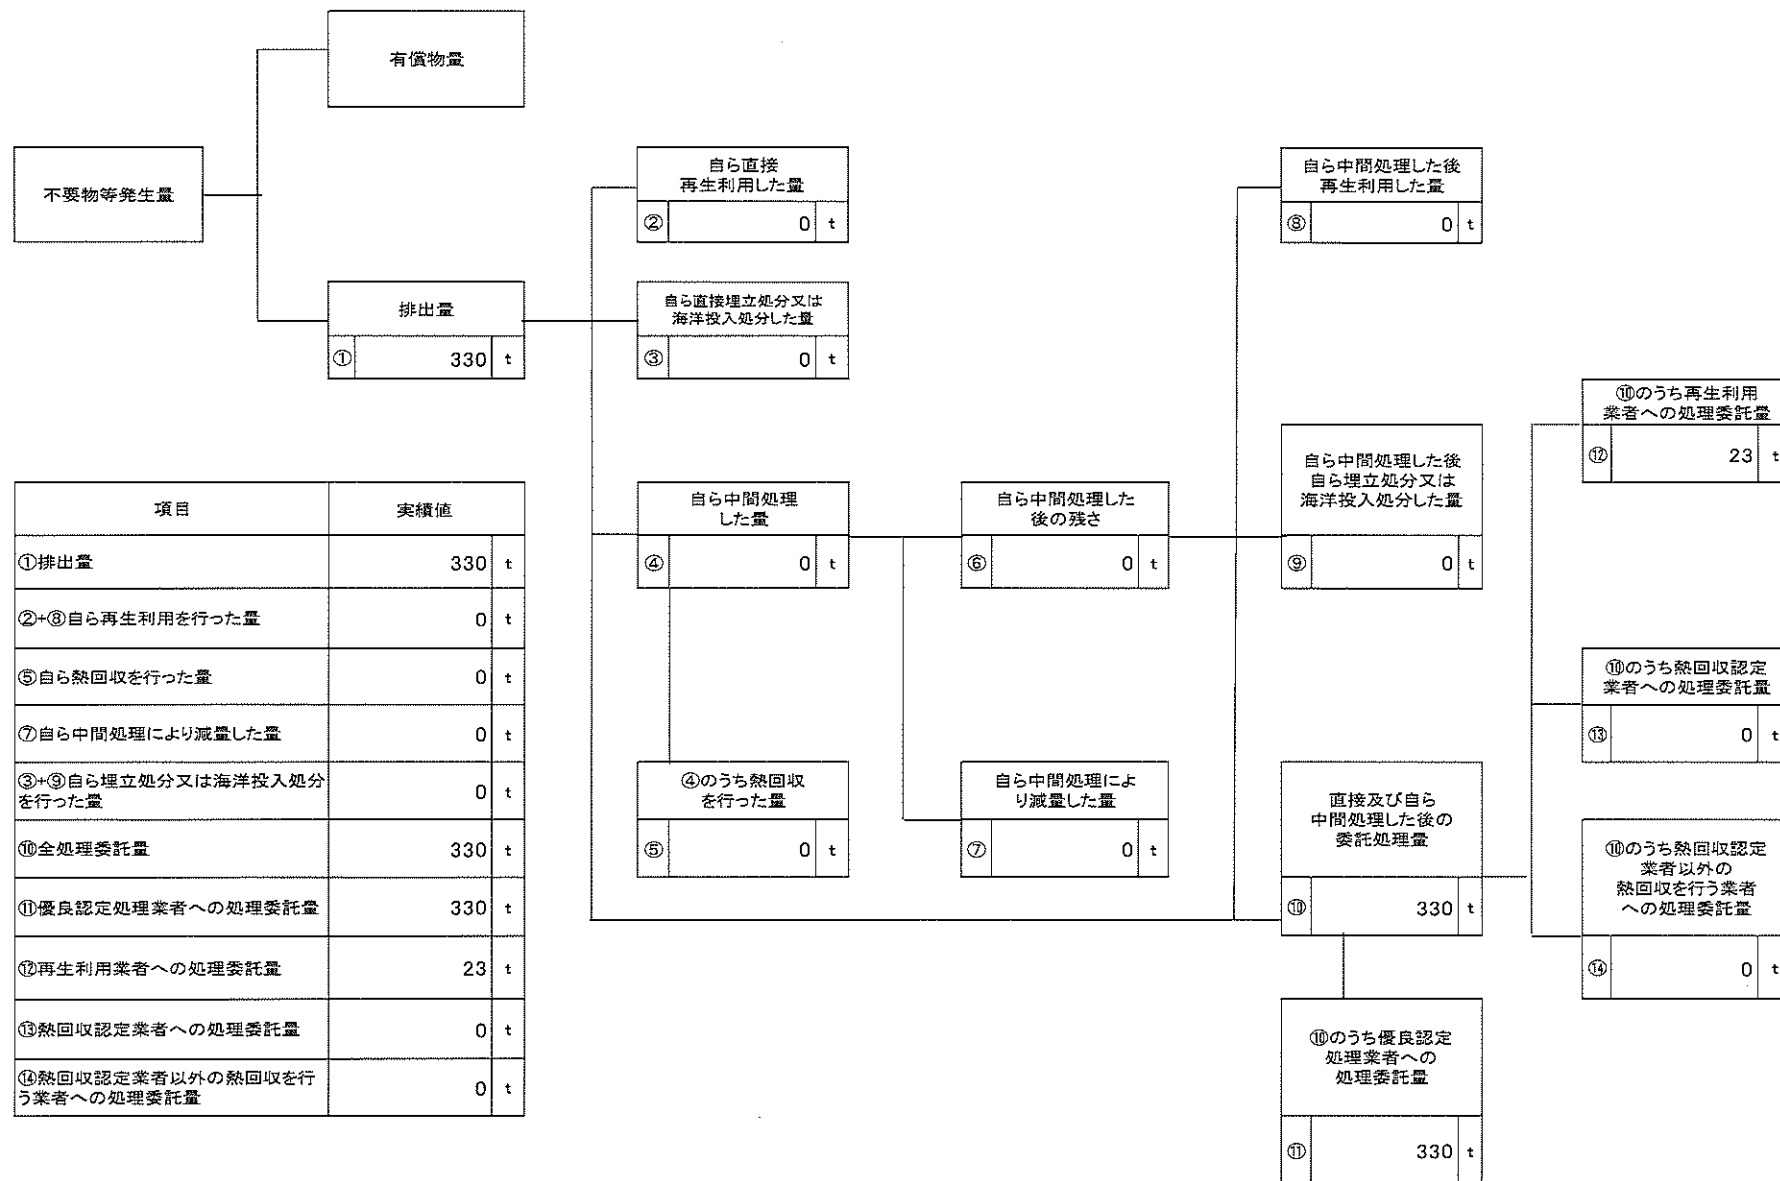 有償物量
不要物等発生量
排出量
① 330 t
自ら直接
再生利用した量
② 0 t
自ら直接埋立処分又は
海洋投入処分した量
③ 0 t
自ら中間処理
した量
④ 0 t
④のうち熱回収
を行った量
⑤ 0 t
自ら中間処理した
後の残さ
⑥ 0 t
自ら中間処理によ
り減量した量
⑦ 0 t
自ら中間処理した後
再生利用した量
⑧ 0 t
自ら中間処理した後
自ら埋立処分又は
海洋投入処分した量
⑨ 0 t
直接及び自ら
中間処理した後の
委託処理量
⑩ 330 t
⑩のうち優良認定
処理業者への
処理委託量
⑪ 330 t
⑩のうち再生利用
業者への処理委託量
⑫ 23 t
⑩のうち熱回収認定
業者への処理委託量
⑬ 0 t
⑩のうち熱回収認定
業者以外の
熱回収を行う業者
への処理委託量
⑭ 0 t
項目 実績値
①排出量 330 t
②+⑧自ら再生利用を行った量 0 t
⑤自ら熱回収を行った量 0 t
⑦自ら中間処理により減量した量 0 t
③+⑨自ら埋立処分又は海洋投入処分
を行った量 0 t
⑩全処理委託量 330 t
⑪優良認定処理業者への処理委託量 330 t
⑫再生利用業者への処理委託量 23 t
⑬熱回収認定業者への処理委託量 0 t
⑭熱回収認定業者以外の熱回収を行
う業者への処理委託量 0 t